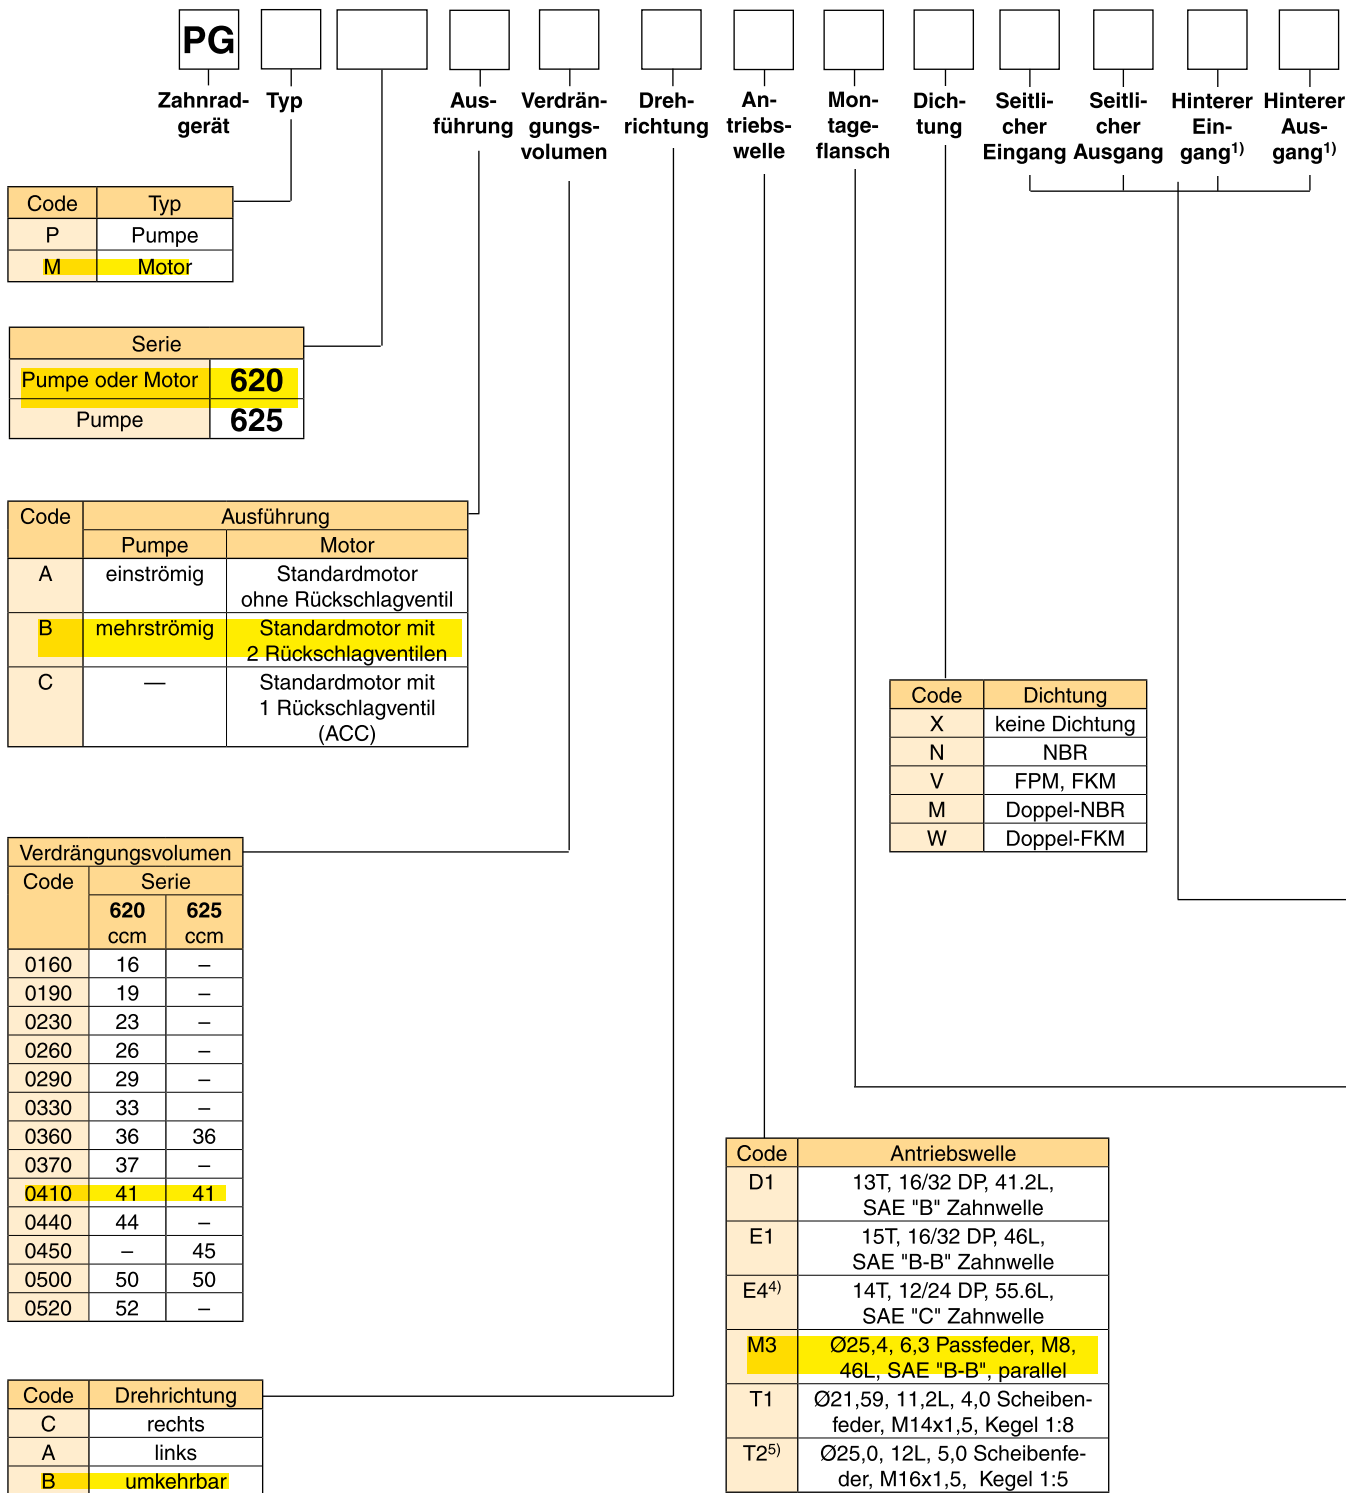 PG
Zahnrad-
gerät
Typ
Aus-
führung
Verdrän-
gungs-
volumen
Dreh-
richtung
An-
triebs-
welle
Mon-
tage-
flansch
Dich-
tung
Seitli-
cher
Eingang
Seitli-
cher
Ausgang
Hinterer
Ein-
gang1)
Hinterer
Aus-
gang1)
Code Typ
P Pumpe
M Motor
Serie
Pumpe oder Motor 620
Pumpe 625
Code Ausführung
Pumpe Motor
A einströmig Standardmotor
ohne Rückschlagventil
B mehrströmig Standardmotor mit
2 Rückschlagventilen
C — Standardmotor mit
1 Rückschlagventil
(ACC)
Code Dichtung
X keine Dichtung
N NBR
V FPM, FKM
M Doppel-NBR
W Doppel-FKM
Verdrängungsvolumen
Code Serie
620 625
ccm ccm
0160 16 –
0190 19 –
0230 23 –
0260 26 –
0290 29 –
0330 33 –
0360 36 36
0370 37 –
0410 41 41
0440 44 –
0450 – 45
0500 50 50
0520 52 –
Code Drehrichtung
C rechts
A links
B umkehrbar
Code Antriebswelle
D1 13T, 16/32 DP, 41.2L,
SAE "B" Zahnwelle
E1 15T, 16/32 DP, 46L,
SAE "B-B" Zahnwelle
E44) 14T, 12/24 DP, 55.6L,
SAE "C" Zahnwelle
M3 Ø25,4, 6,3 Passfeder, M8,
46L, SAE "B-B", parallel
T1 Ø21,59, 11,2L, 4,0 Scheiben-
feder, M14x1,5, Kegel 1:8
T25) Ø25,0, 12L, 5,0 Scheibenfe-
der, M16x1,5, Kegel 1:5